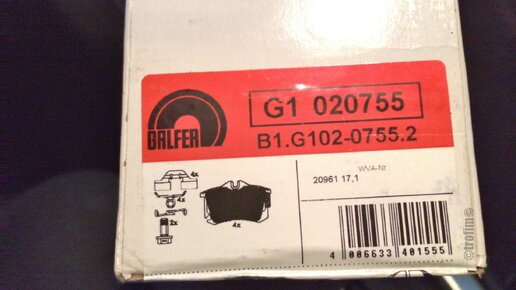 GALFER
G1 020755
B1.G102-0755.2
WVA-Nr.
20961 17,1
4x
4x
2x
4x
4 006633 401555
©trofim©